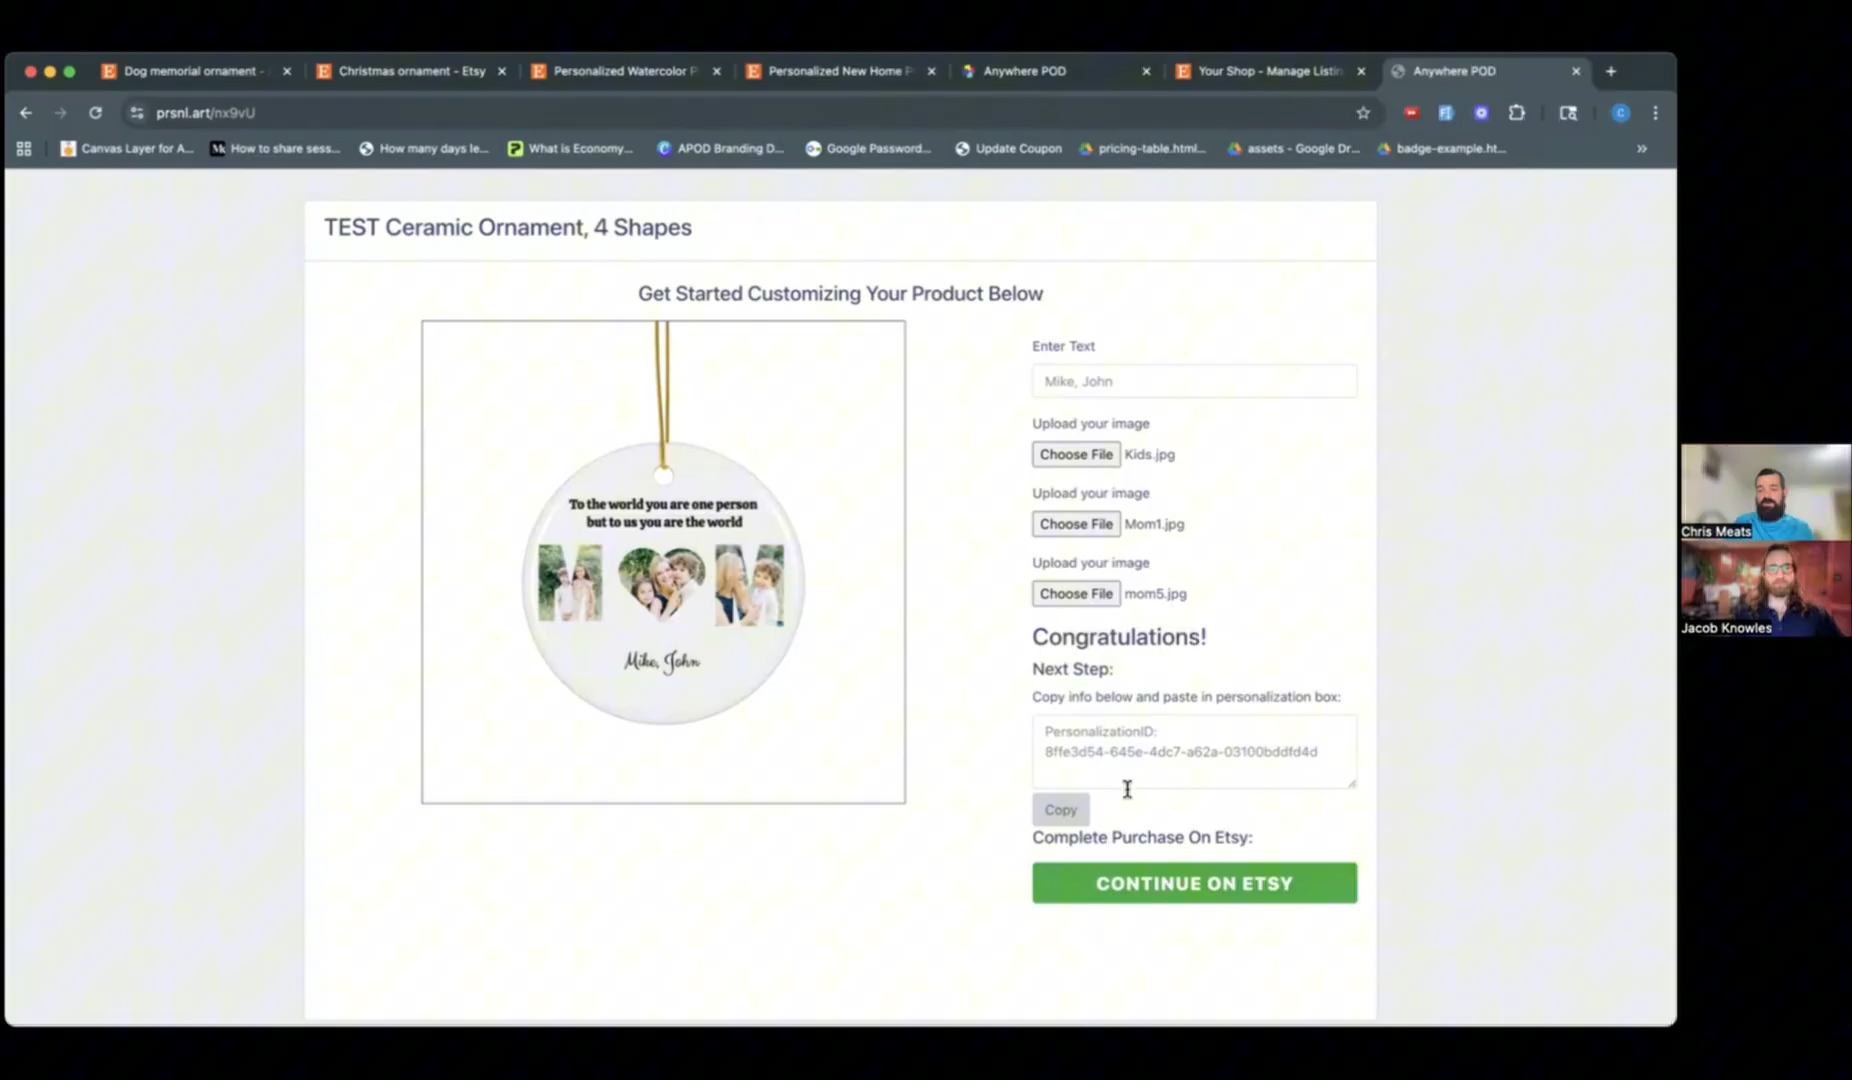 Dog memorial ornament -
Christmas ornament - Etsy
Personalized Watercolor P
Personalized New Home P
Anywhere POD
Your Shop - Manage Listin
Anywhere POD
prsnl.art/nx9vU
Canvas Layer for A...
How to share sess...
How many days le...
What is Economy...
APOD Branding D...
Google Password...
Update Coupon
pricing-table.html...
assets - Google Dr...
badge-example.ht...
TEST Ceramic Ornament, 4 Shapes
Get Started Customizing Your Product Below
To the world you are one person
but to us you are the world
M M
Mike, John
Enter Text
Mike, John
Upload your image
Choose File Kids.jpg
Upload your image
Choose File Mom1.jpg
Upload your image
Choose File mom5.jpg
Congratulations!
Next Step:
Copy info below and paste in personalization box:
PersonalizationID:
8ffe3d54-645e-4dc7-a62a-03100bddfd4d
Copy
Complete Purchase On Etsy:
CONTINUE ON ETSY
Chris Meats
Jacob Knowles